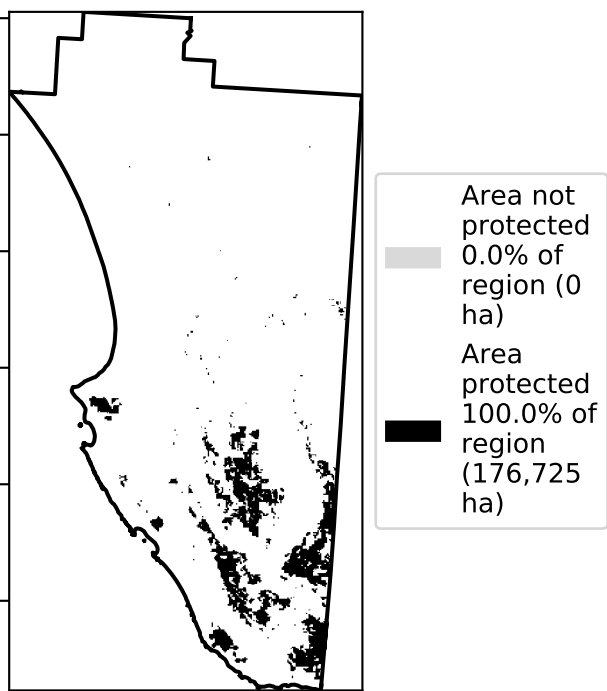 Area not
protected
0.0% of
region (0
ha)
Area
protected
100.0% of
region
(176,725
ha)